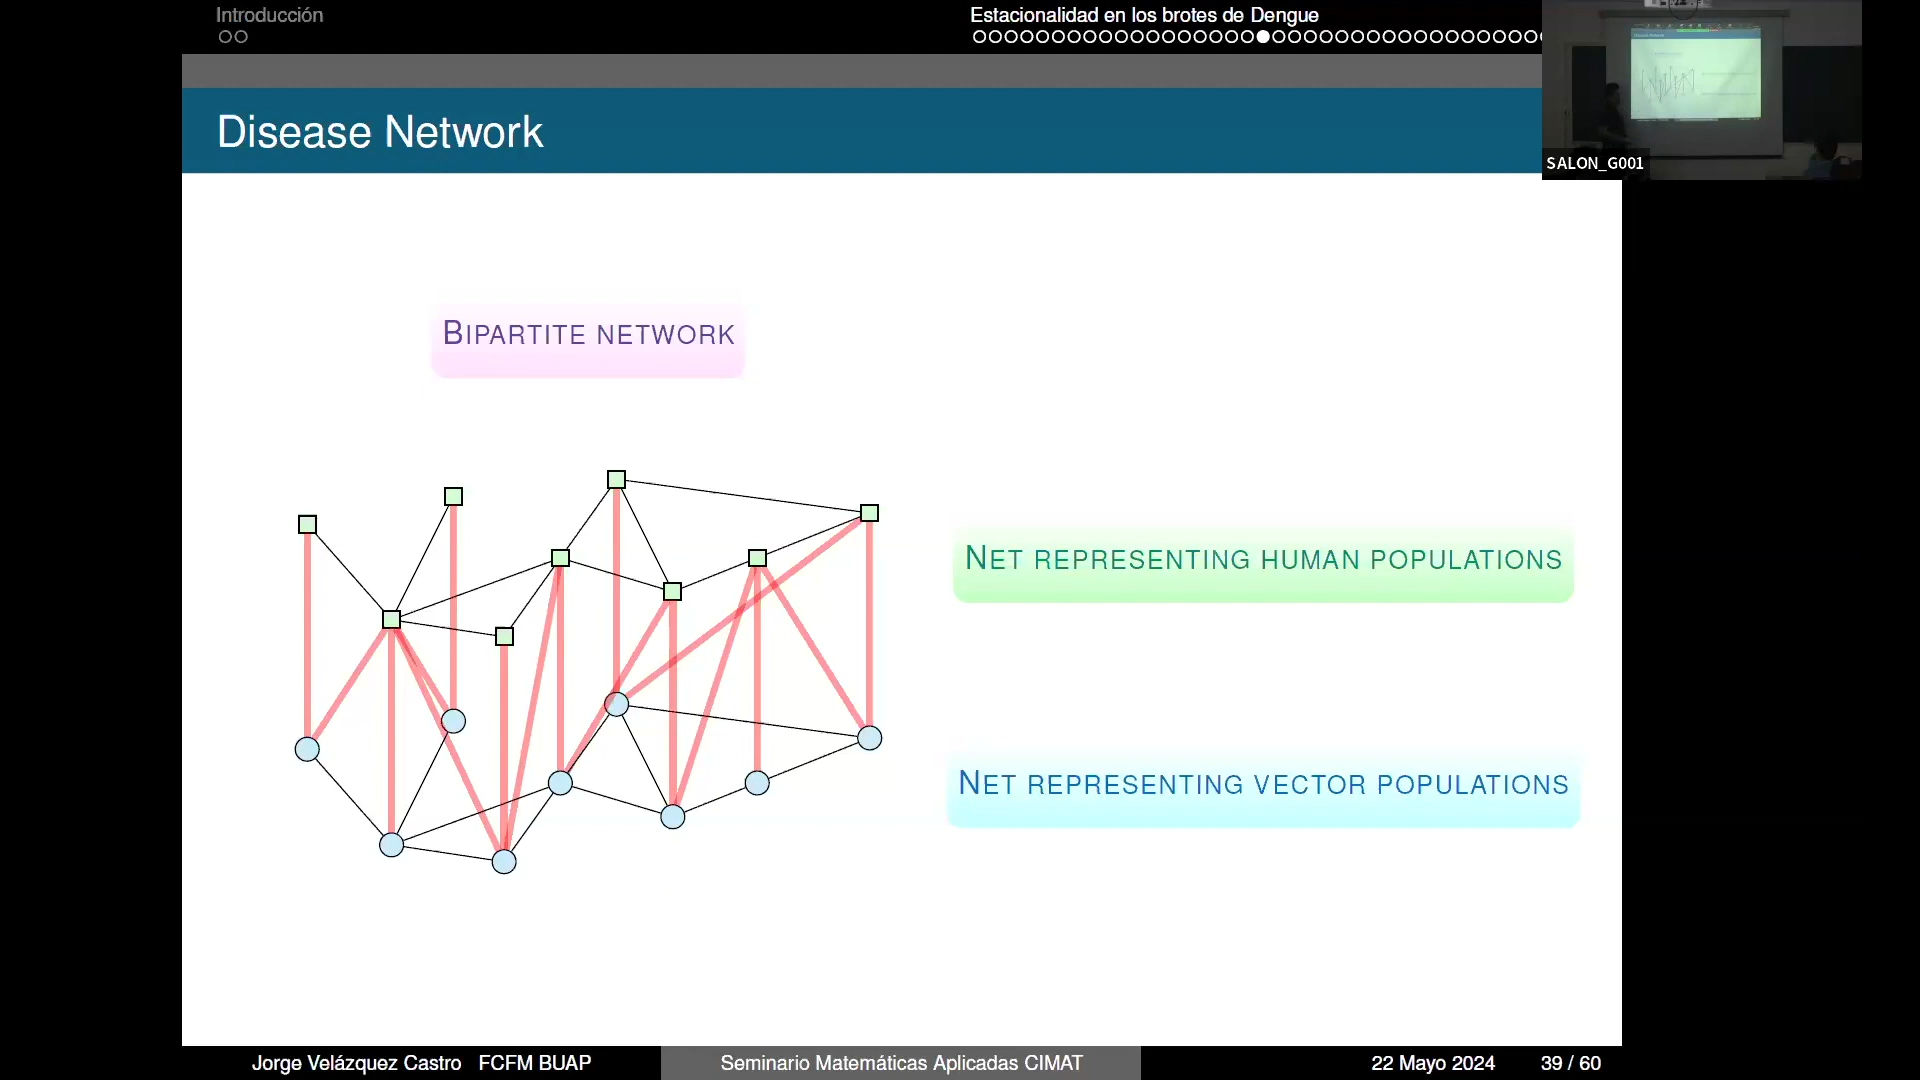 Introducción
Estacionalidad en los brotes de Dengue
SALON_G001
Disease Network
BIPARTITE NETWORK
NET REPRESENTING HUMAN POPULATIONS
NET REPRESENTING VECTOR POPULATIONS
Jorge Velázquez Castro FCFM BUAP
Seminario Matemáticas Aplicadas CIMAT
22 Mayo 2024
39 / 60